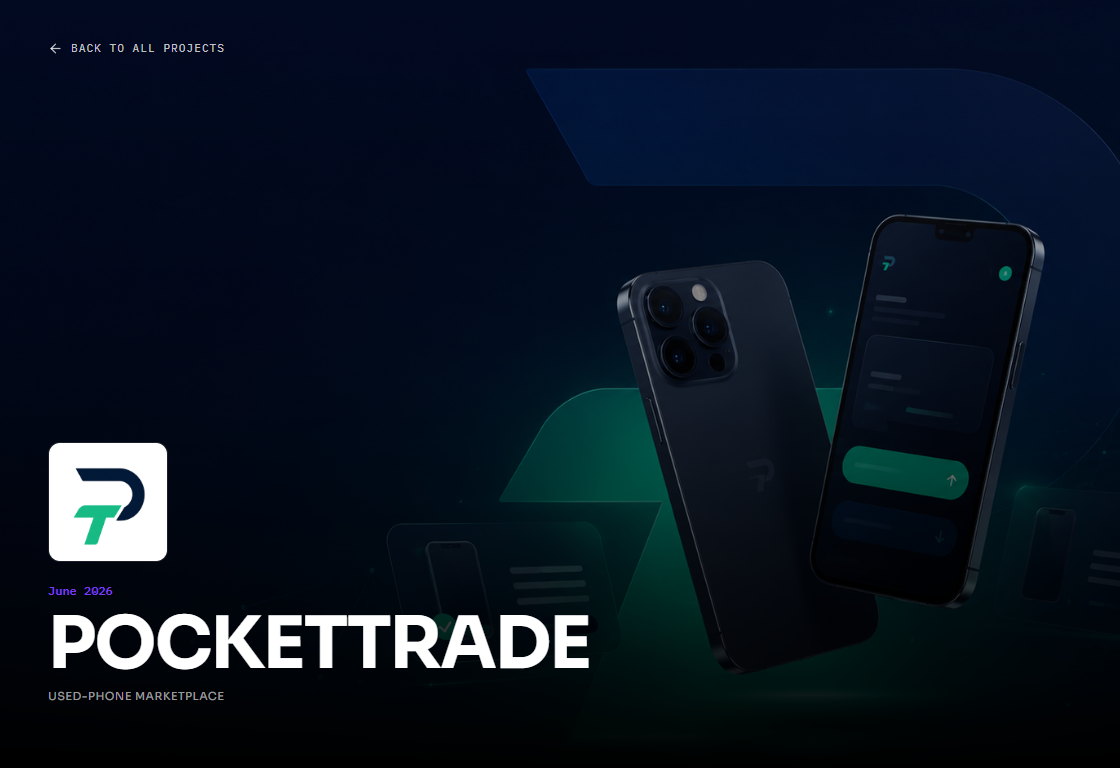 ← BACK TO ALL PROJECTS
June 2026
POCKETTRADE
USED-PHONE MARKETPLACE